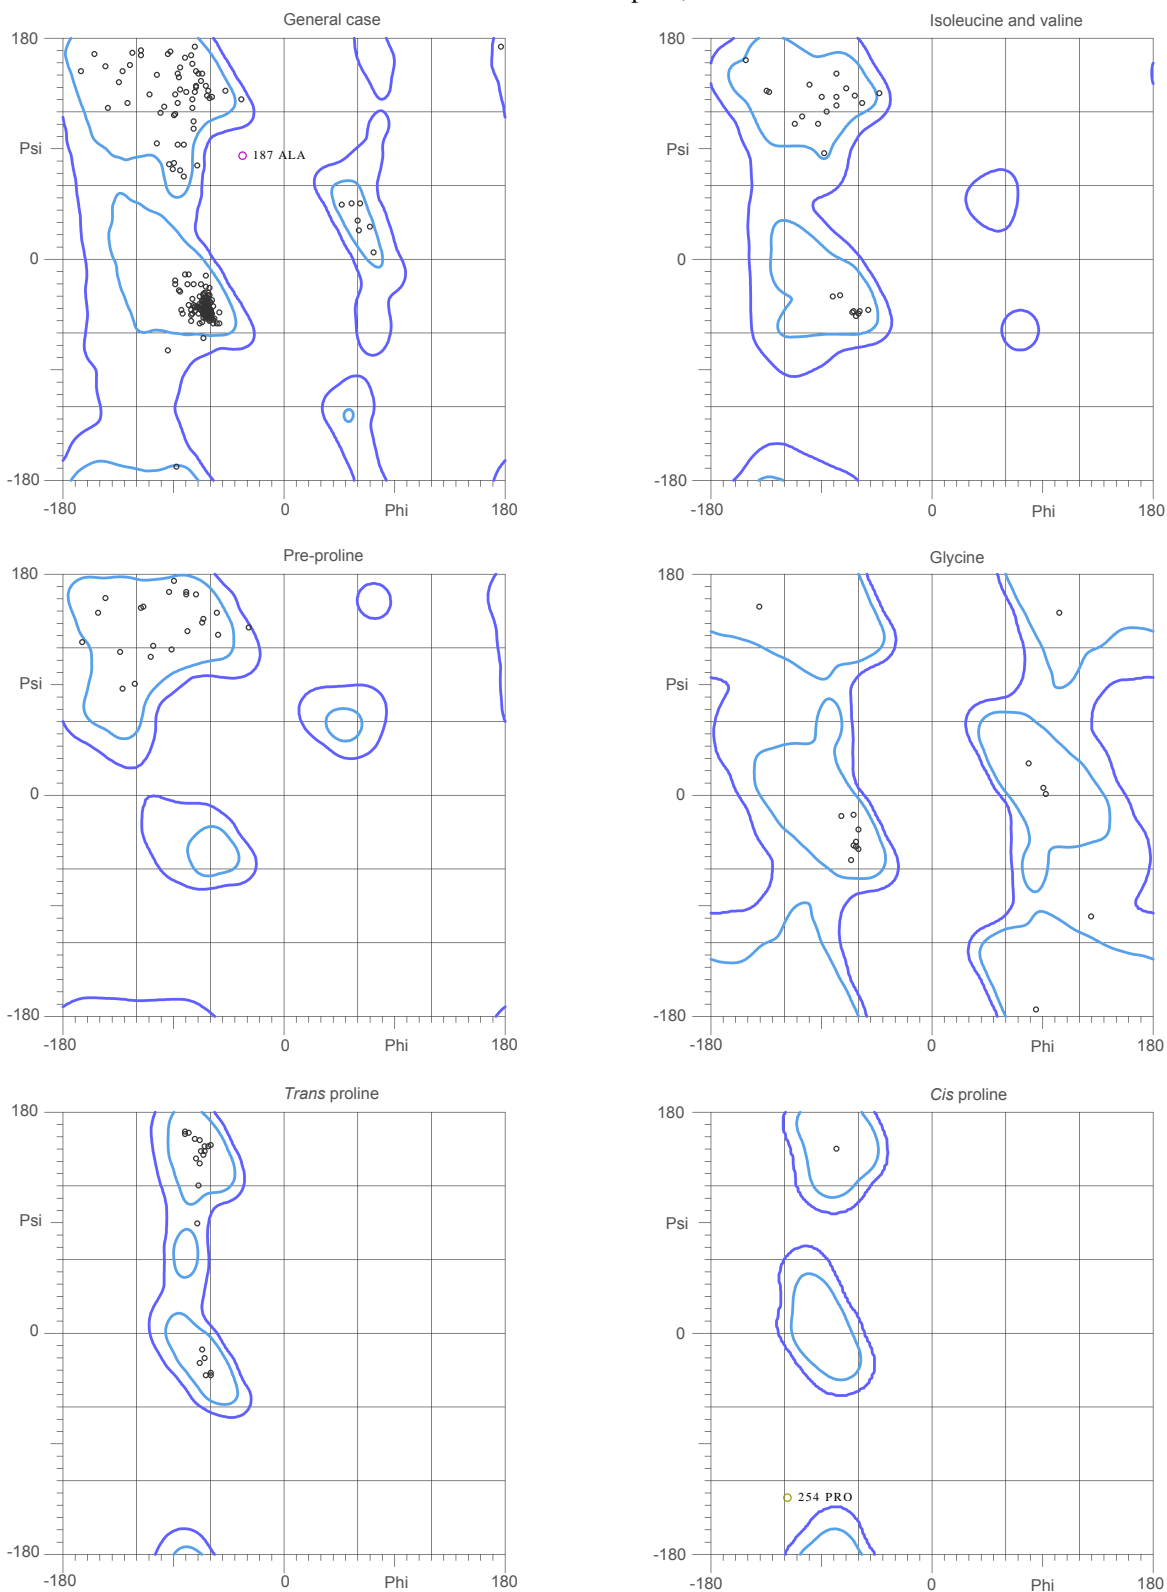 General case
180
Psi
187 ALA
0
-180
-180
0
Phi
180
Isoleucine and valine
180
Psi
0
-180
-180
0
Phi
180
Pre-proline
180
Psi
0
-180
-180
0
Phi
180
Glycine
180
Psi
0
-180
-180
0
Phi
180
Trans proline
180
Psi
0
-180
-180
0
Phi
180
Cis proline
180
Psi
0
254 PRO
-180
-180
0
Phi
180